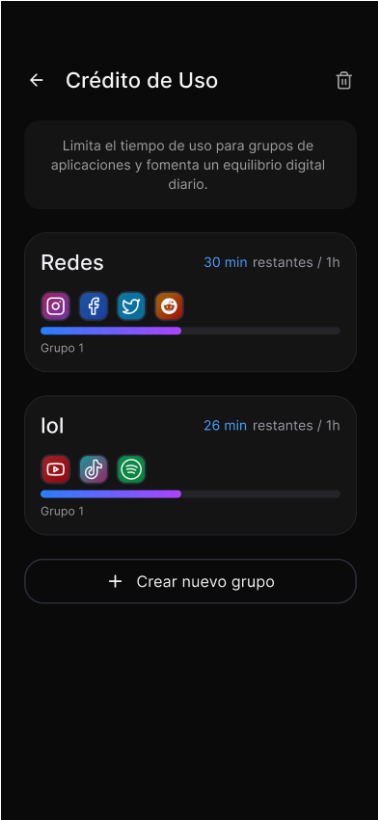 Crédito de Uso
Limita el tiempo de uso para grupos de
aplicaciones y fomenta un equilibrio digital
diario.
Redes
30 min restantes / 1h
Grupo 1
lol
26 min restantes / 1h
Grupo 1
Crear nuevo grupo